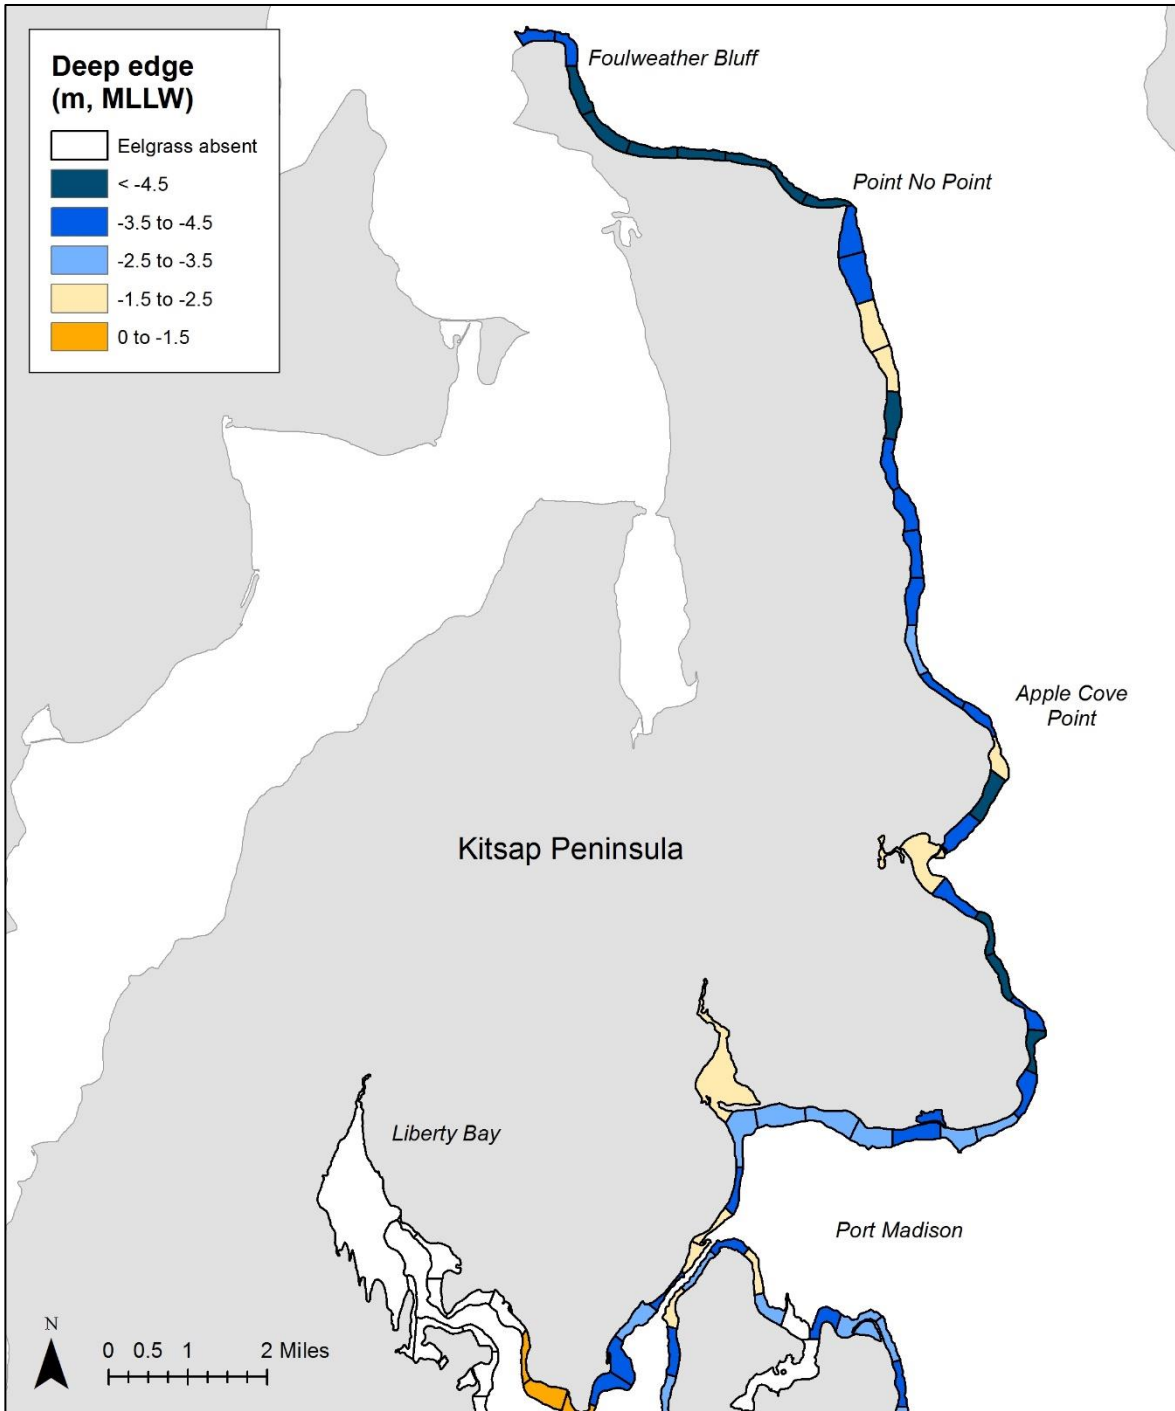 Deep edge
(m, MLLW)
Eelgrass absent
< -4.5
-3.5 to -4.5
-2.5 to -3.5
-1.5 to -2.5
0 to -1.5
Foulweather Bluff
Point No Point
Apple Cove
Point
Kitsap Peninsula
Liberty Bay
Port Madison
N
0 0.5 1 2 Miles